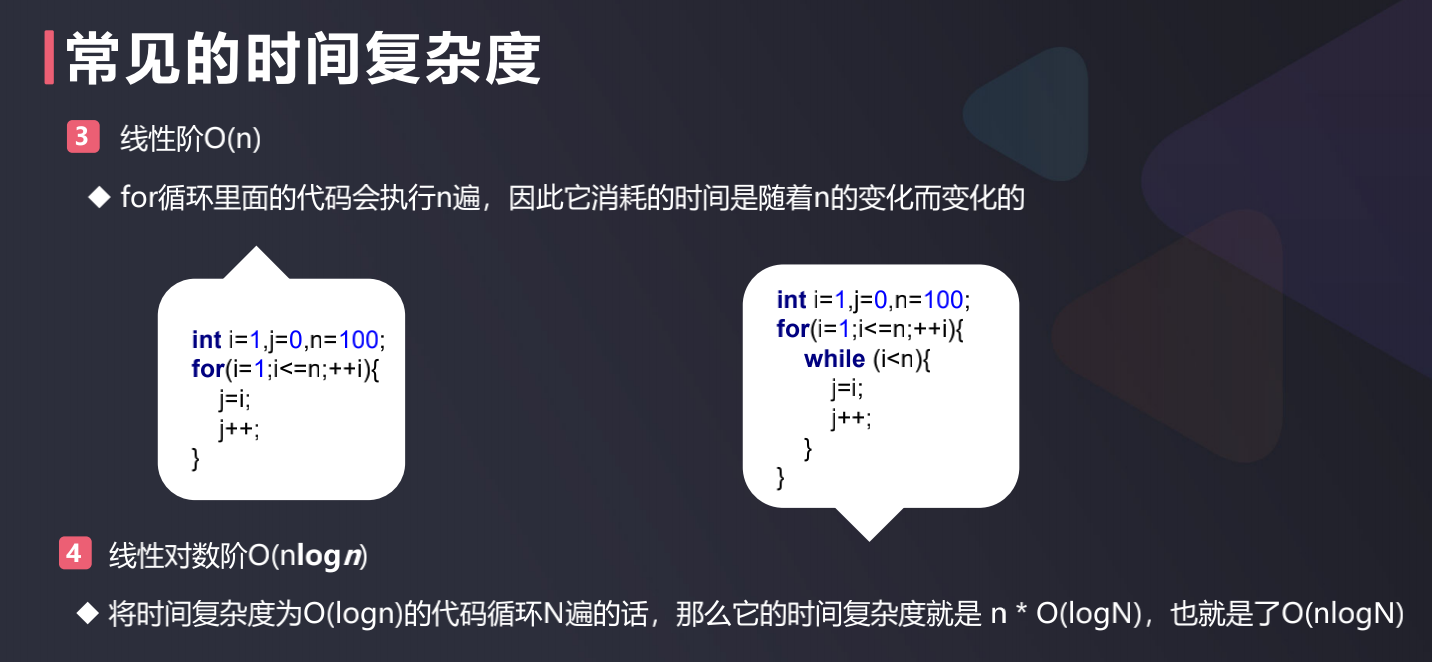 常见的时间复杂度
3 线性阶O(n)
◆ for循环里面的代码会执行n遍，因此它消耗的时间是随着n的变化而变化的
int i=1,j=0,n=100;
for(i=1;i<=n;++i){
j=i;
j++;
}
int i=1,j=0,n=100;
for(i=1;i<=n;++i){
while (i<n){
j=i;
j++;
}
}
4 线性对数阶O(nlogn)
◆ 将时间复杂度为O(logn)的代码循环N遍的话，那么它的时间复杂度就是 n * O(logN)，也就是了O(nlogN)